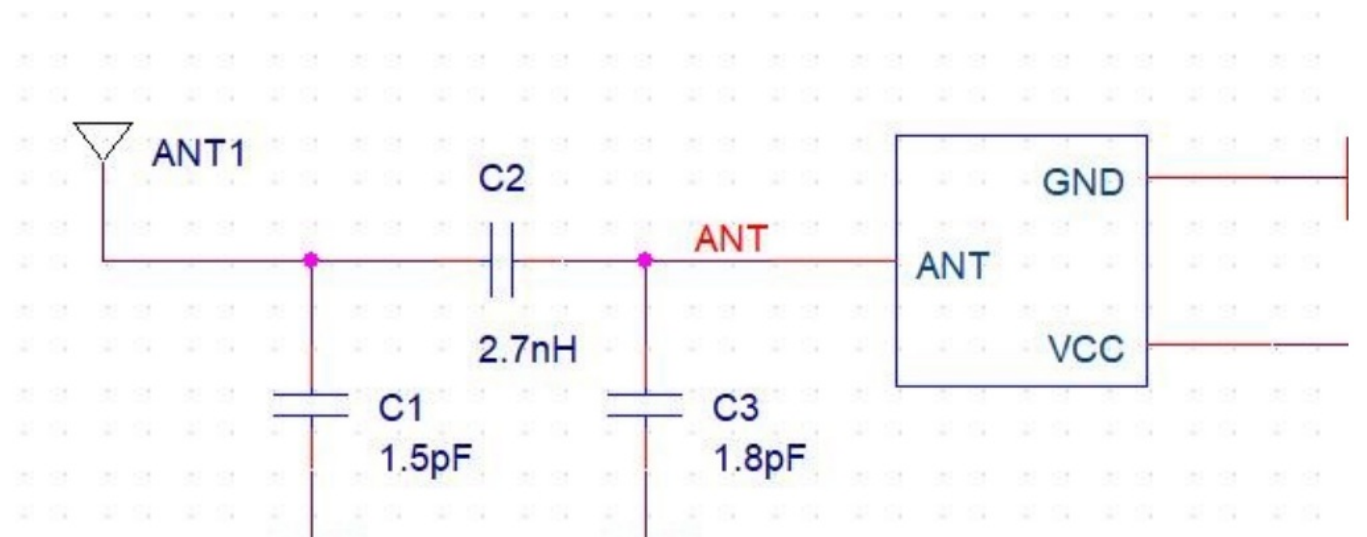 ANT1
C2
2.7nH
C1
1.5pF
C3
1.8pF
ANT
ANT
GND
VCC